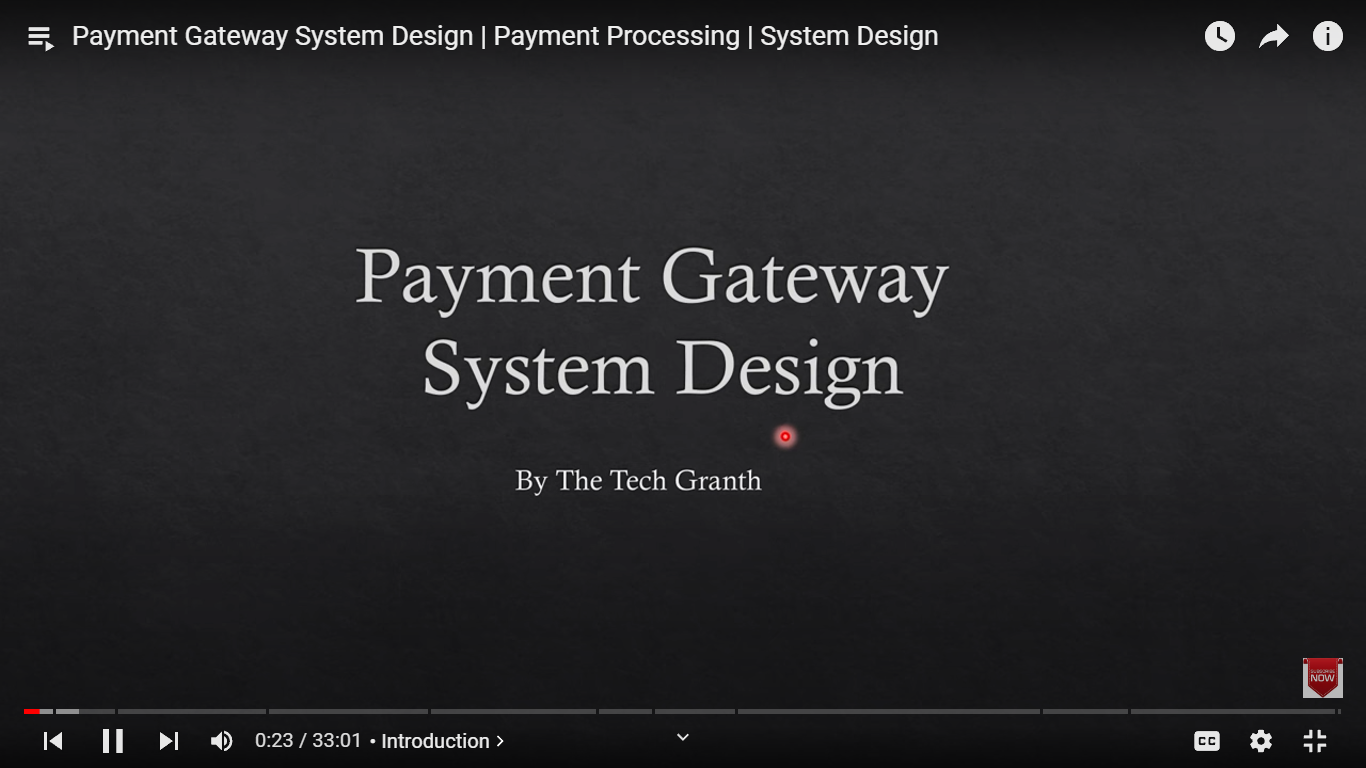 Payment Gateway System Design | Payment Processing | System Design
Payment Gateway
System Design
By The Tech Granth
SUBSCRIBE
NOW
0:23 / 33:01 • Introduction
CC